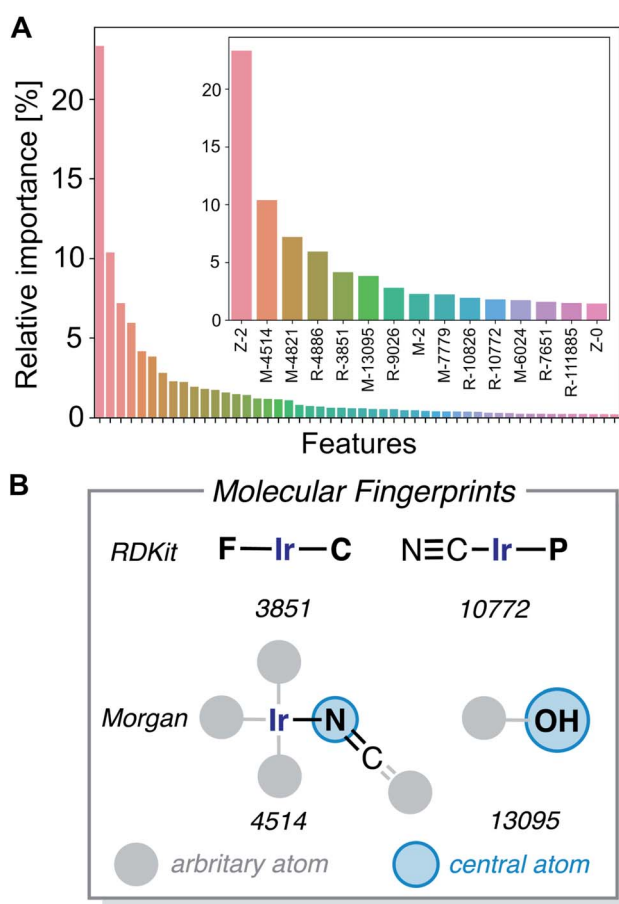 A
Relative importance [%]
20
15
10
5
0
20
15
10
5
0
Z-2
M-4514
M-4821
R-4886
R-3851
M-13095
R-9026
M-2
M-7779
R-10826
R-10772
M-6024
R-7651
R-111885
Z-0
Features
B
Molecular Fingerprints
RDKit F—Ir—C N≡C—Ir—P
3851 10772
Morgan Ir N C OH
4514 13095
arbritary atom central atom